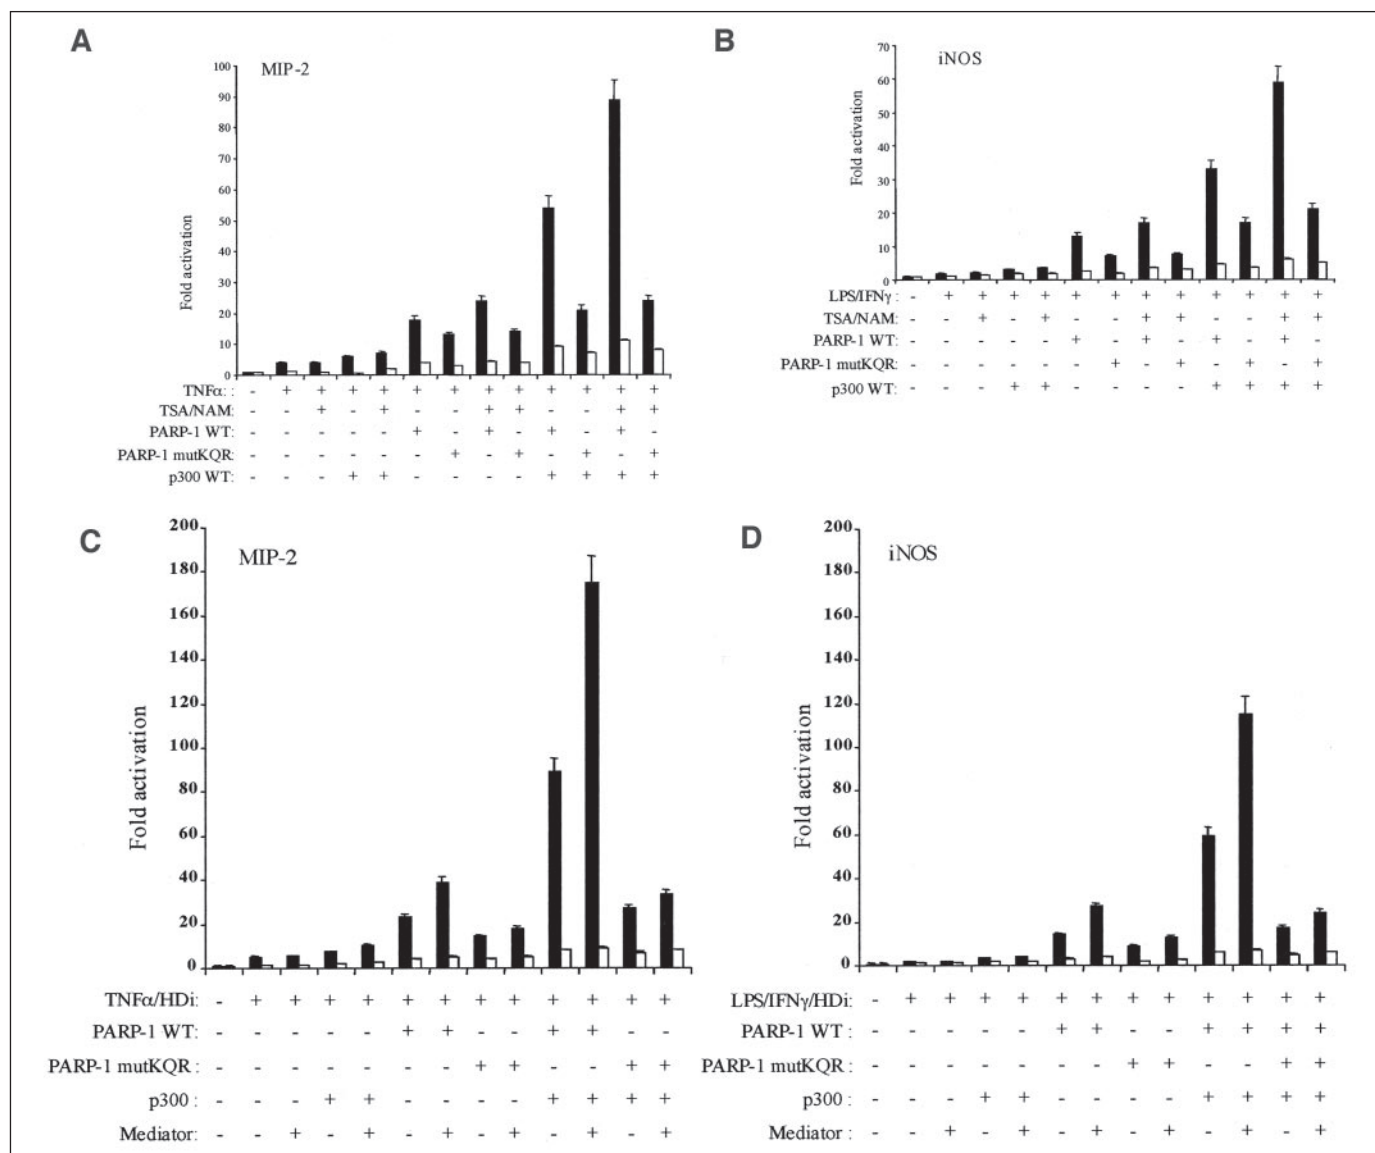 A
MIP-2
100
90
80
70
60
50
40
30
20
10
0
Fold activation
TNFα: : - + + + + + + + + + + + +
TSA/NAM: - - + - + - - + + - - + +
PARP-1 WT: - - - - - + - + - + - + -
PARP-1 mutKQR: - - - - - - + - + - + - +
p300 WT: - - - + + - - - - + + + +
B
iNOS
70
60
50
40
30
20
10
0
Fold activation
LPS/IFNγ : - + + + + + + + + + + + +
TSA/NAM: - - + - + - - + + - - + +
PARP-1 WT: - - - - - + - + - + - + -
PARP-1 mutKQR: - - - - - - + - + - + - +
p300 WT: - - - + + - - - - + + + +
C
MIP-2
200
180
160
140
120
100
80
60
40
20
0
Fold activation
TNFα/HDi: - + + + + + + + + + + + +
PARP-1 WT: - - - - - + + - - + + - -
PARP-1 mutKQR : - - - - - - - + + - - + +
p300 : - - - + + - - - - + + + +
Mediator: - - + - + - + - + - + - +
D
iNOS
200
180
160
140
120
100
80
60
40
20
0
Fold activation
LPS/IFNγ/HDi: - + + + + + + + + + + + +
PARP-1 WT : - - - - - + + - - + + + +
PARP-1 mutKQR : - - - - - - - + + - - + +
p300 : - - - + + - - - - + + + +
Mediator : - - + - + - + - + - + - +